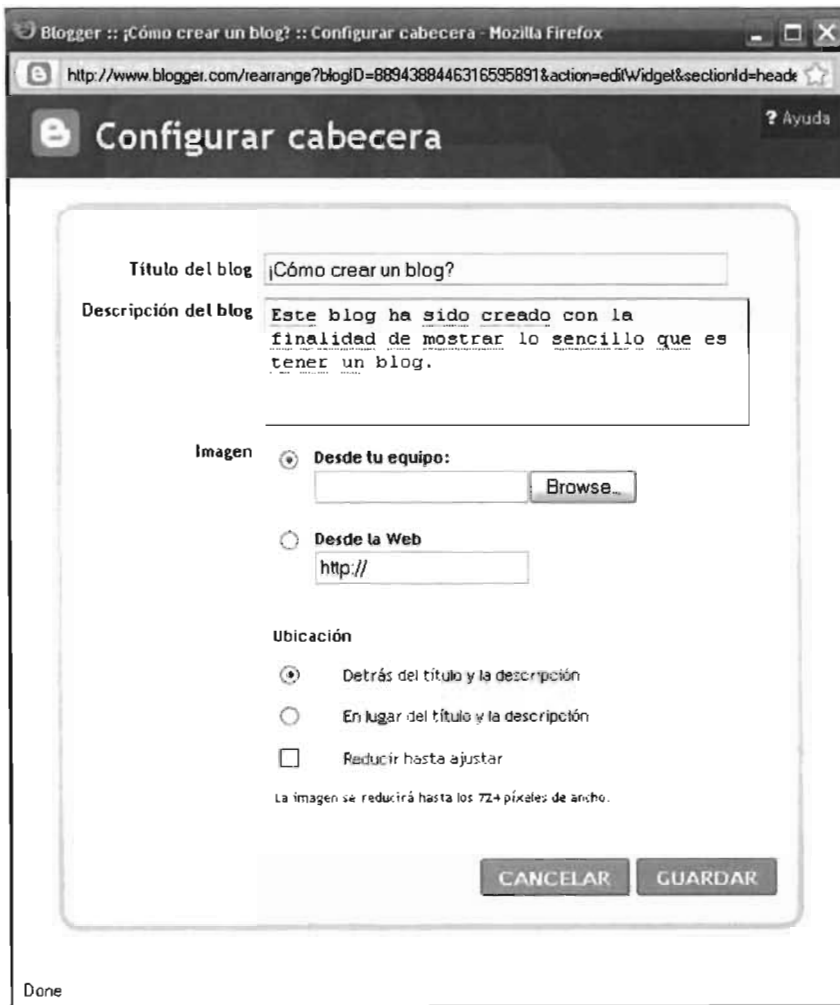 Blogger :: ¡Cómo crear un blog? :: Configurar cabecera - Mozilla Firefox
http://www.blogger.com/rearrange?blogID=8894388446316595891&action=editWidget&sectionId=heade
Configurar cabecera
? Ayuda
Título del blog ¡Cómo crear un blog?
Descripción del blog Este blog ha sido creado con la
finalidad de mostrar lo sencillo que es
tener un blog.
Imagen
Desde tu equipo:
Browse...
Desde la Web
http://
Ubicación
Detrás del título y la descripción
En lugar del título y la descripción
Reducir hasta ajustar
La imagen se reducirá hasta los 724 píxeles de ancho.
CANCELAR GUARDAR
Done